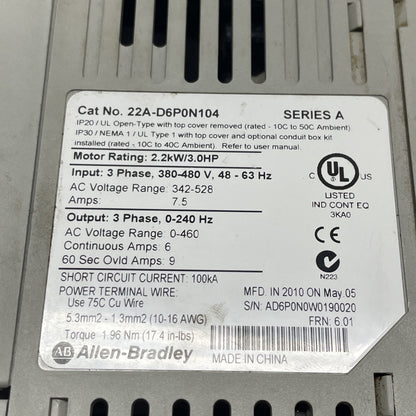 Cat No. 22A-D6P0N104 SERIES A
IP20 / UL Open-Type with top cover removed (rated - 10C to 50C Ambient).
IP30 / NEMA 1 / UL Type 1 with top cover and optional conduit box kit
installed (rated - 10C to 40C Ambient). Refer to user manual.
Motor Rating: 2.2kW/3.0HP
Input: 3 Phase, 380-480 V, 48 - 63 Hz
AC Voltage Range: 342-528
Amps: 7.5
Output: 3 Phase, 0-240 Hz
AC Voltage Range: 0-460
Continuous Amps: 6
60 Sec Ovld Amps: 9
SHORT CIRCUIT CURRENT: 100kA
POWER TERMINAL WIRE:
Use 75C Cu Wire
5.3mm2 - 1.3mm2 (10-16 AWG)
Torque 1.96 Nm (17.4 in-lbs)
AB Allen-Bradley
C UL US
LISTED
IND CONT EQ
3KA0
N223
MFD. IN 2010 ON May.05
S/N: AD6P0N0W0190020
FRN: 6.01
MADE IN CHINA